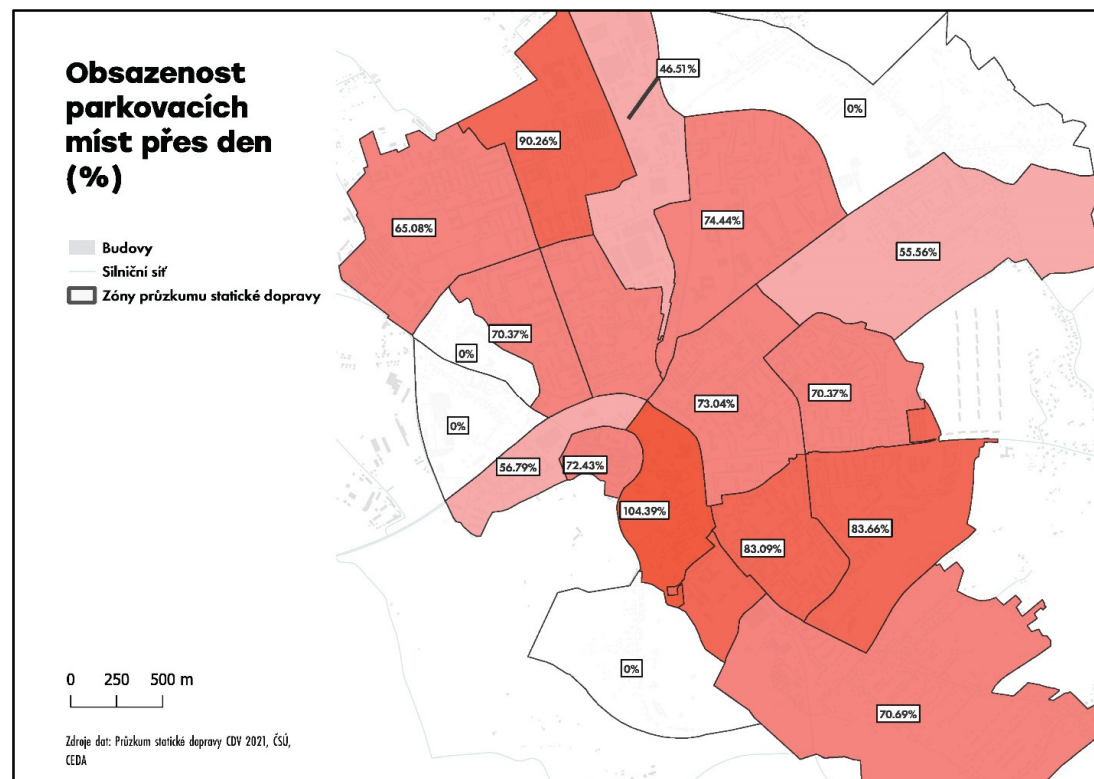 Obsazenost
parkovacích
míst přes den
(%)
Budovy
Silniční síť
Zóny průzkumu statické dopravy
46.51%
0%
90.26%
65.08%
74.44%
55.56%
70.37%
0%
70.37%
73.04%
0%
56.79%
72.43%
104.39%
83.66%
83.09%
0%
70.69%
0 250 500 m
Zdroje dat: Průzkum statické dopravy CDV 2021, ČSÚ,
CEDA